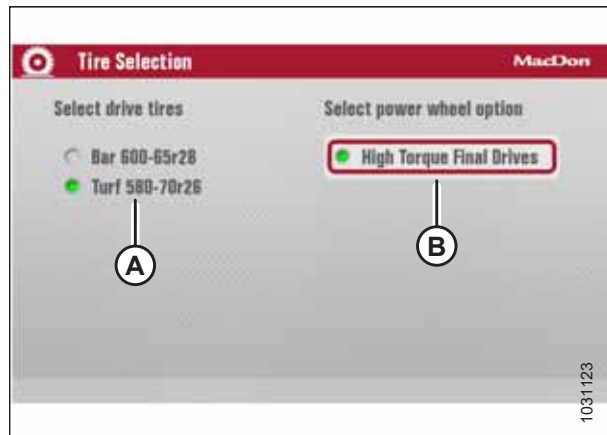 Tire Selection MacDon
Select drive tires Select power wheel option
Bar 600-65r28 High Torque Final Drives
Turf 580-70r26
A
B
1031123